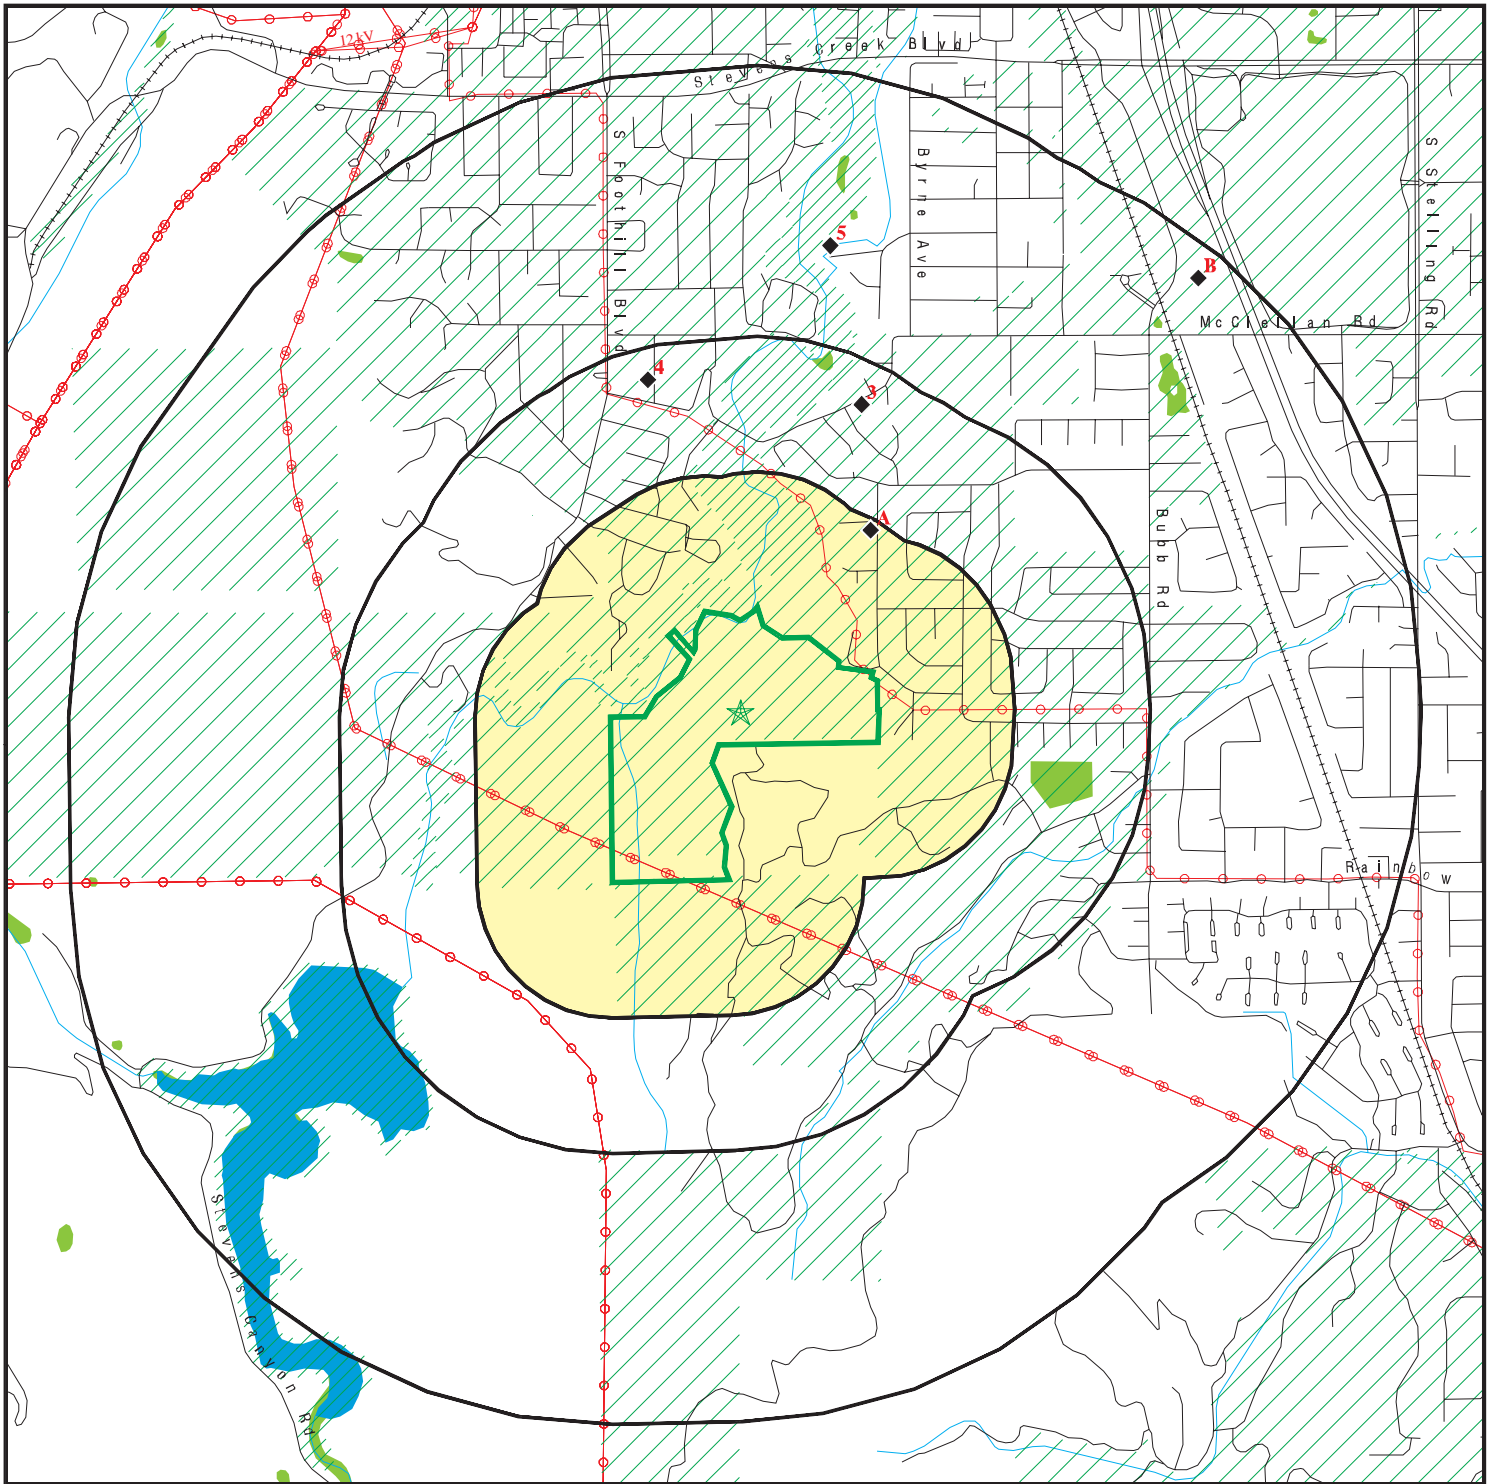 12 kV
Stevens Creek Blvd
S Foothill Blvd
Byrne Ave
S Stelling Rd
5
B
McClellan Rd
4
3
A
Bubb Rd
Rainbow
Stevens Canyon Rd